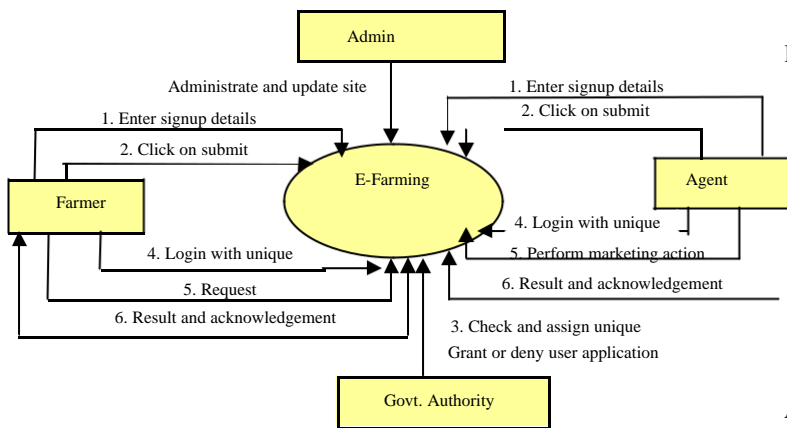 Admin
Administrate and update site
1. Enter signup details
1. Enter signup details
2. Click on submit
2. Click on submit
E-Farming
Farmer
Agent
4. Login with unique
4. Login with unique
5. Perform marketing action
5. Request
6. Result and acknowledgement
6. Result and acknowledgement
3. Check and assign unique
Grant or deny user application
Govt. Authority